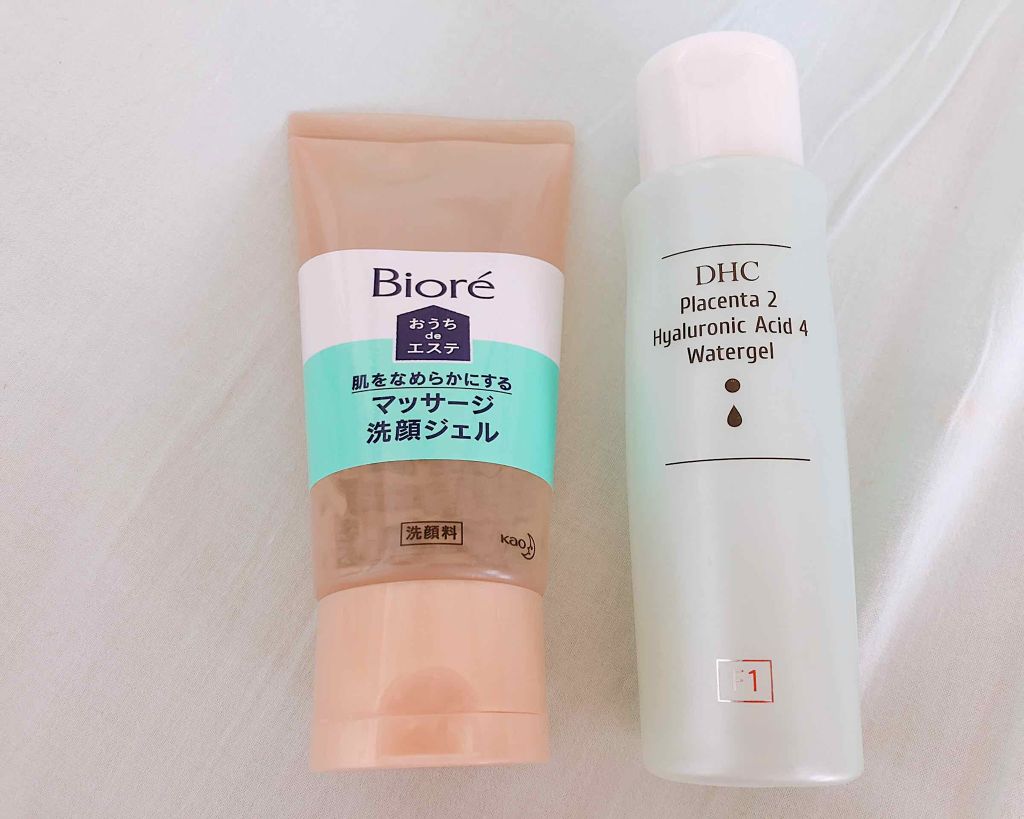 Bioré
おうち
de
エステ
肌をなめらかにする
マッサージ
洗顔ジェル
洗顔料
Kao
DHC
Placenta 2
Hyaluronic Acid 4
Watergel
F1